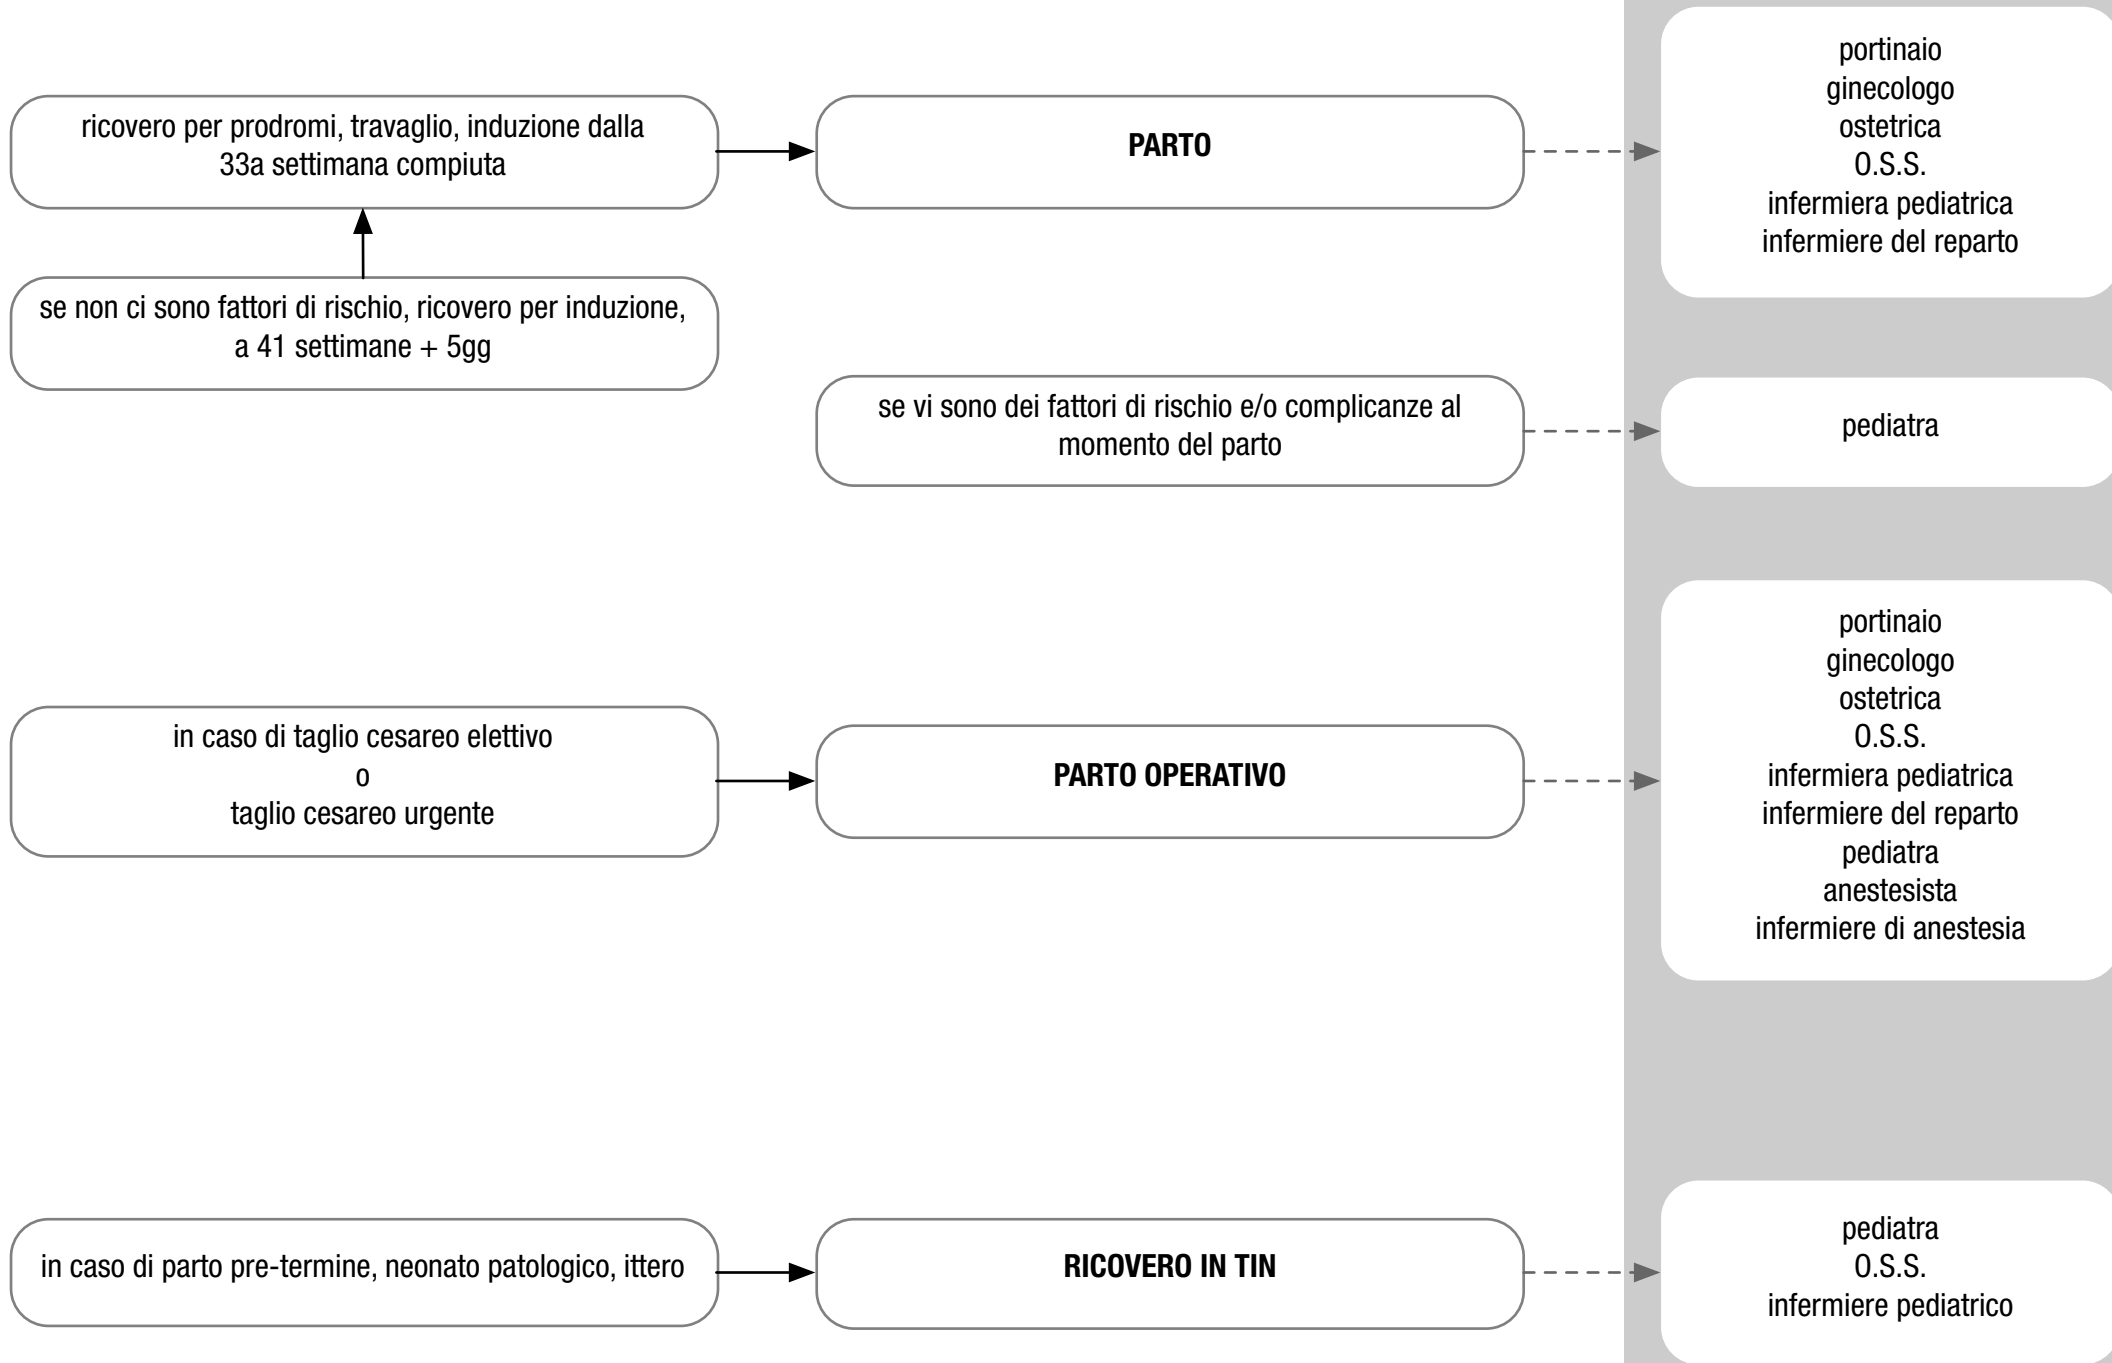 ricovero per prodromi, travaglio, induzione dalla
33a settimana compiuta
PARTO
portinaio
ginecologo
ostetrica
O.S.S.
infermiera pediatrica
infermiere del reparto
se non ci sono fattori di rischio, ricovero per induzione,
a 41 settimane + 5gg
se vi sono dei fattori di rischio e/o complicanze al
momento del parto
pediatra
in caso di taglio cesareo elettivo
o
taglio cesareo urgente
PARTO OPERATIVO
portinaio
ginecologo
ostetrica
O.S.S.
infermiera pediatrica
infermiere del reparto
pediatra
anestesista
infermiere di anestesia
in caso di parto pre-termine, neonato patologico, ittero
RICOVERO IN TIN
pediatra
O.S.S.
infermiere pediatrico